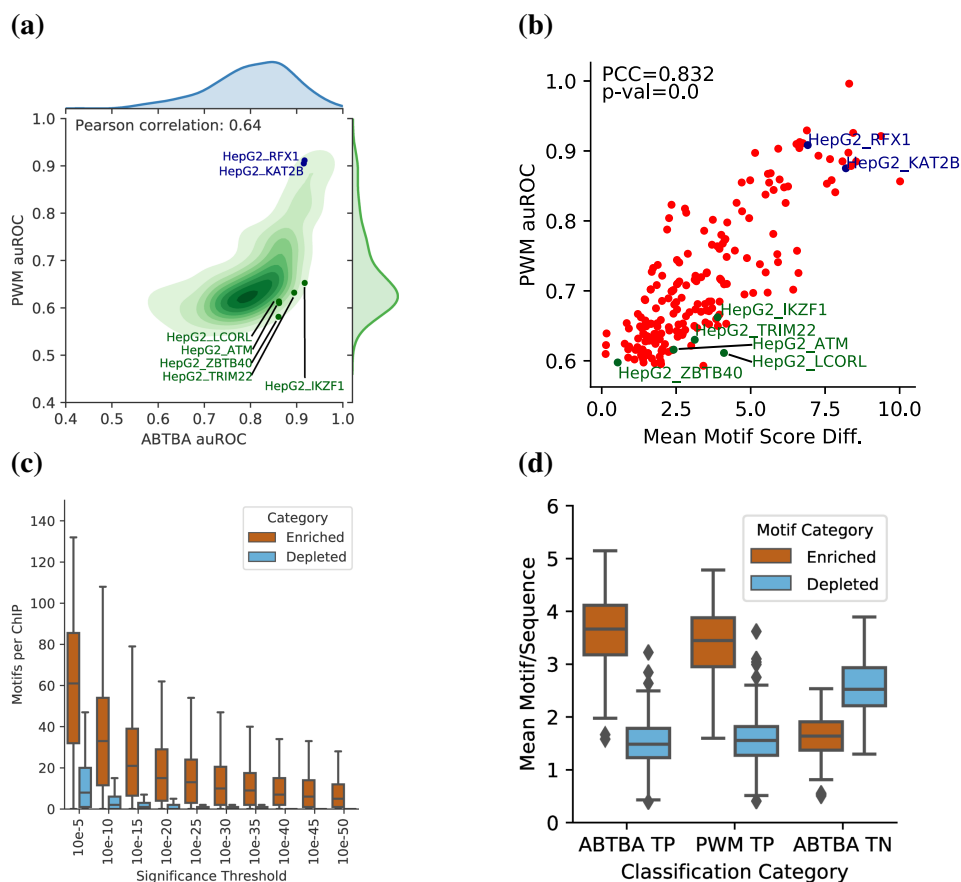 (a)
Pearson correlation: 0.64
HepG2_RFX1
HepG2_KAT2B
HepG2_LCORL
HepG2_ATM
HepG2_ZBTB40
HepG2_TRIM22
HepG2_IKZF1
PWM auROC
1.0
0.9
0.8
0.7
0.6
0.5
0.4
0.4 0.5 0.6 0.7 0.8 0.9 1.0
ABTBA auROC
(b)
PCC=0.832
p-val=0.0
HepG2_RFX1
HepG2_KAT2B
HepG2_IKZF1
HepG2_TRIM22
HepG2_ATM
HepG2_LCORL
HepG2_ZBTB40
PWM auROC
1.0
0.9
0.8
0.7
0.6
0.0 2.5 5.0 7.5 10.0
Mean Motif Score Diff.
(c)
Category
Enriched
Depleted
Motifs per ChIP
140
120
100
80
60
40
20
0
10e-5 10e-10 10e-15 10e-20 10e-25 10e-30 10e-35 10e-40 10e-45 10e-50
Significance Threshold
(d)
Motif Category
Enriched
Depleted
Mean Motif/Sequence
6
5
4
3
2
1
0
ABTBA TP PWM TP ABTBA TN
Classification Category